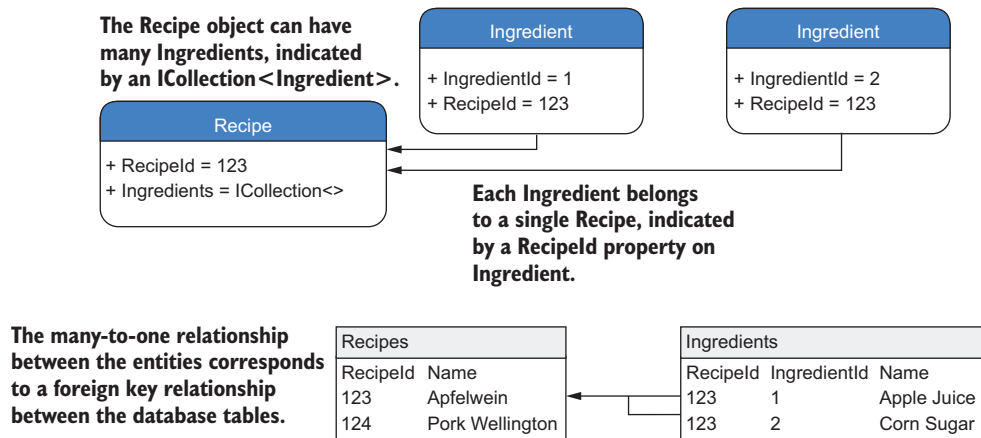 The Recipe object can have
many Ingredients, indicated
by an ICollection<Ingredient>.
Ingredient
+ IngredientId = 1
+ RecipeId = 123
Ingredient
+ IngredientId = 2
+ RecipeId = 123
Recipe
+ RecipeId = 123
+ Ingredients = ICollection<>
Each Ingredient belongs
to a single Recipe, indicated
by a RecipeId property on
Ingredient.
The many-to-one relationship
between the entities corresponds
to a foreign key relationship
between the database tables.
Recipes
RecipeId Name
123 Apfelwein
124 Pork Wellington
Ingredients
RecipeId IngredientId Name
123 1 Apple Juice
123 2 Corn Sugar